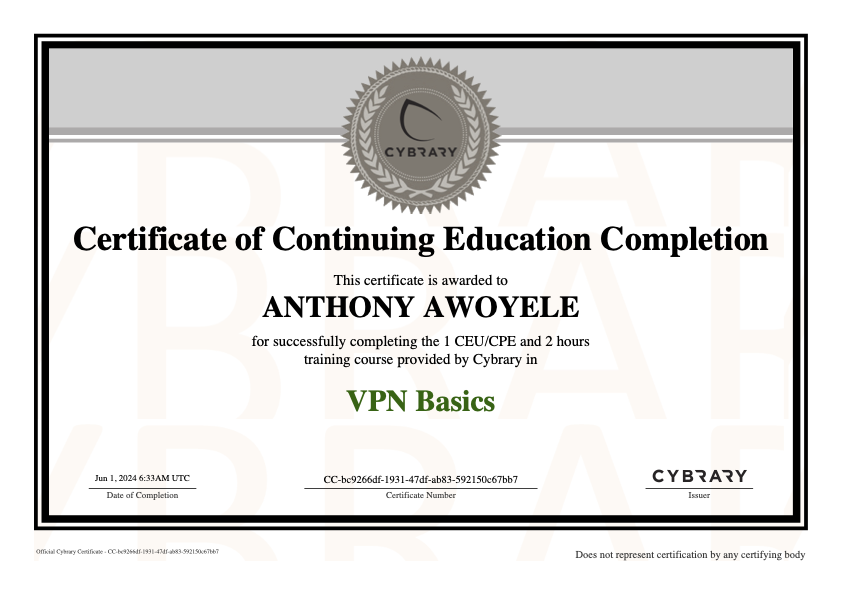 CYBRARY
Certificate of Continuing Education Completion
This certificate is awarded to
ANTHONY AWOYELE
for successfully completing the 1 CEU/CPE and 2 hours
training course provided by Cybrary in
VPN Basics
Jun 1, 2024 6:33AM UTC
Date of Completion
CC-bc9266df-1931-47df-ab83-592150c67bb7
Certificate Number
CYBRARY
Issuer
Official Cybrary Certificate - CC-bc9266df-1931-47df-ab83-592150c67bb7
Does not represent certification by any certifying body